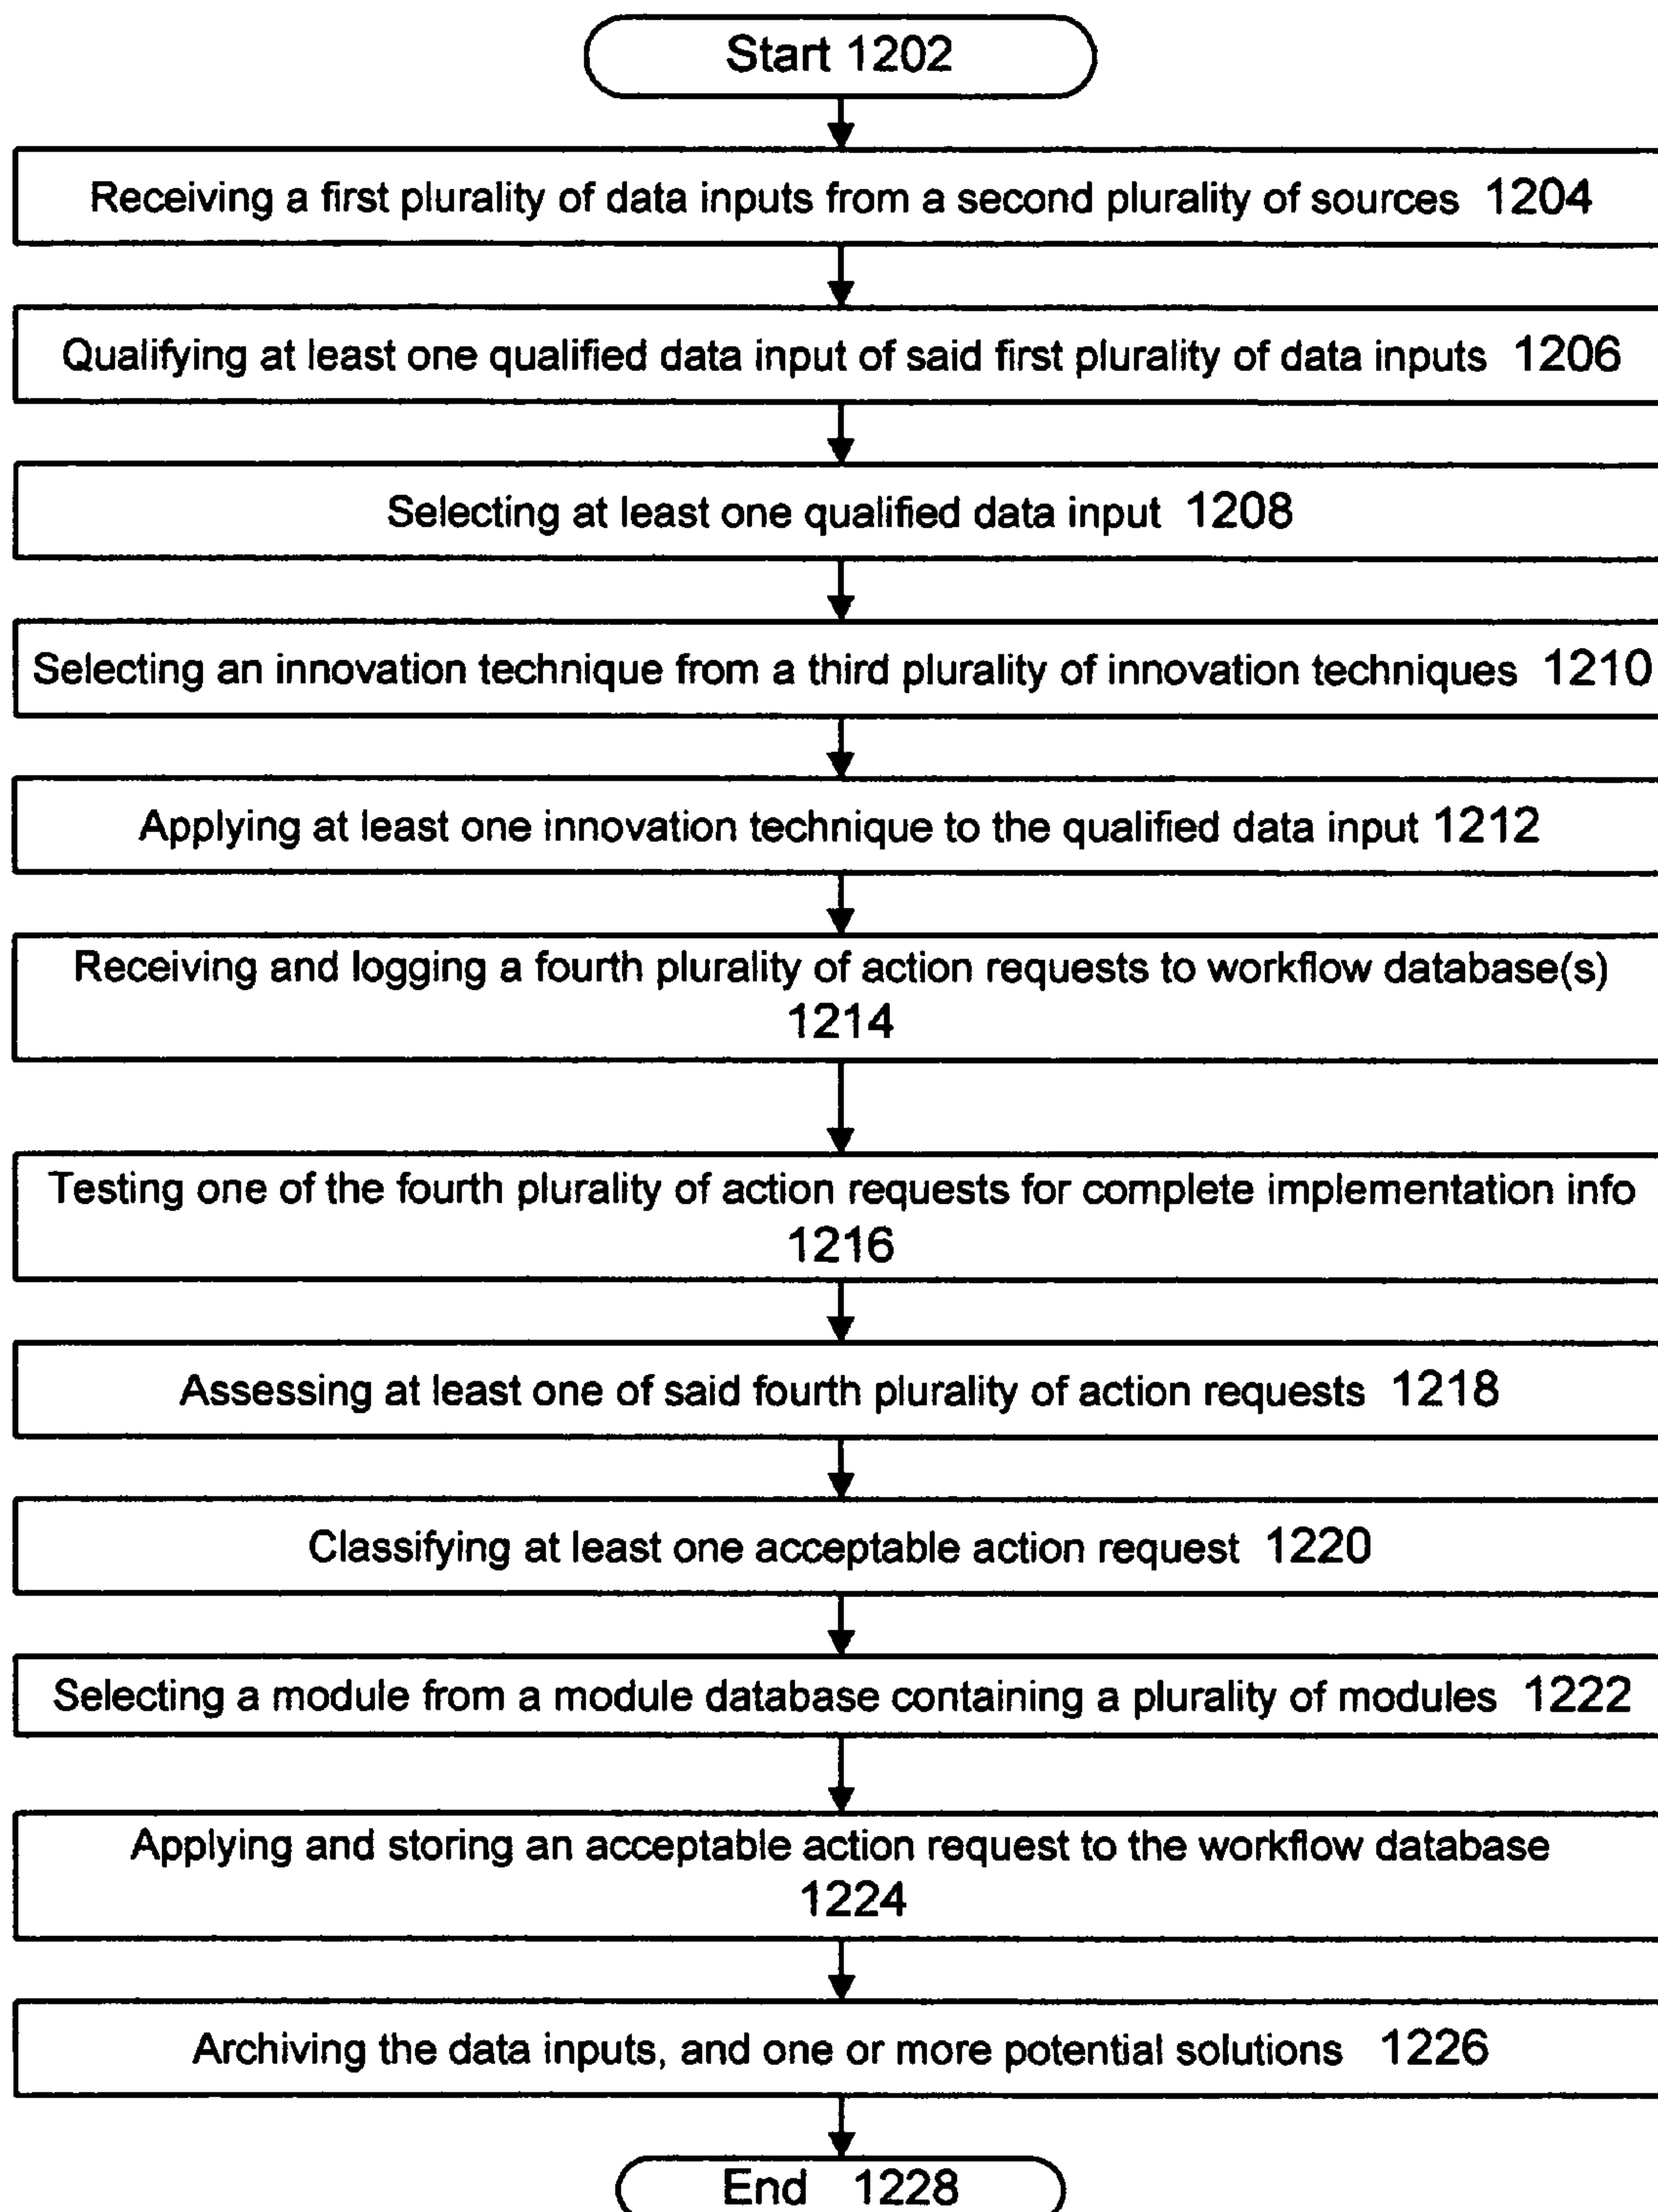 Start 1202
Receiving a first plurality of data inputs from a second plurality of sources 1204
Qualifying at least one qualified data input of said first plurality of data inputs 1206
Selecting at least one qualified data input 1208
Selecting an innovation technique from a third plurality of innovation techniques 1210
Applying at least one innovation technique to the qualified data input 1212
Receiving and logging a fourth plurality of action requests to workflow database(s)
1214
Testing one of the fourth plurality of action requests for complete implementation info
1216
Assessing at least one of said fourth plurality of action requests 1218
Classifying at least one acceptable action request 1220
Selecting a module from a module database containing a plurality of modules 1222
Applying and storing an acceptable action request to the workflow database
1224
Archiving the data inputs, and one or more potential solutions 1226
End 1228